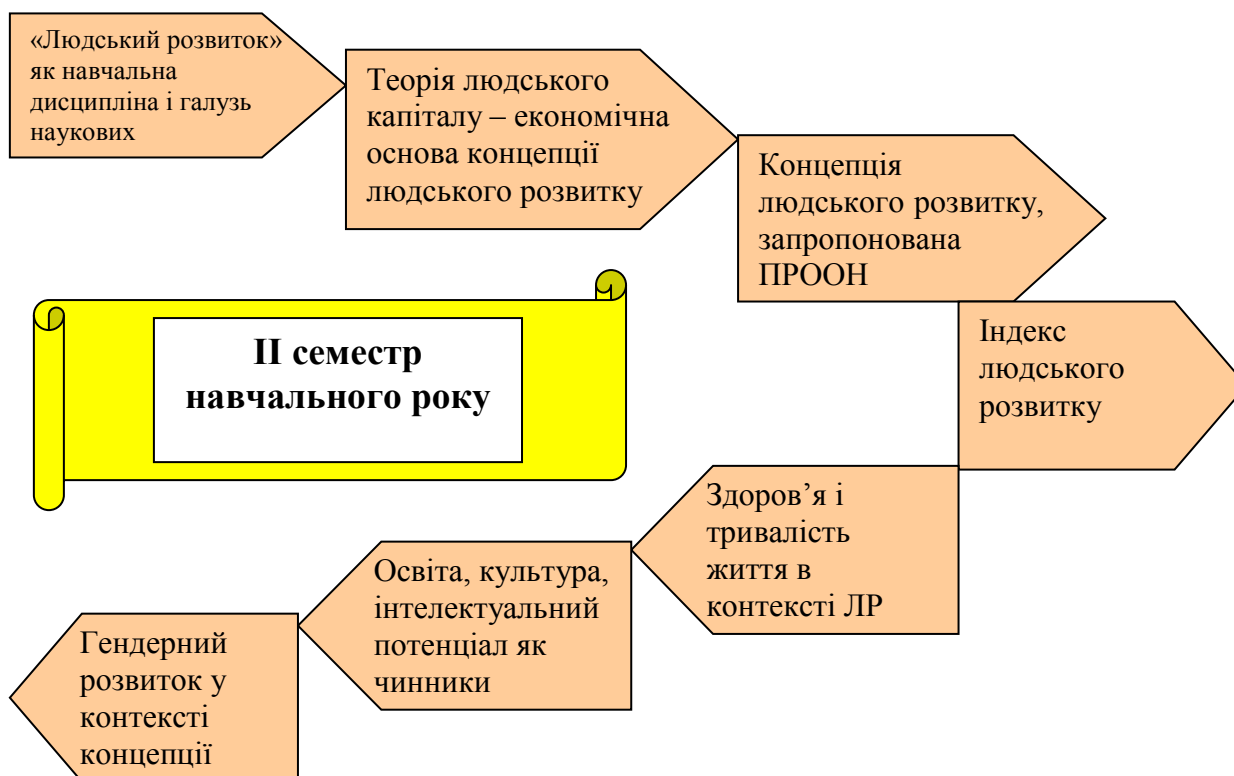 «Людський розвиток»
як навчальна
дисципліна і галузь
наукових
Теорія людського
капіталу – економічна
основа концепції
людського розвитку
Концепція
людського розвитку,
запропонована
ПРООН
Індекс
людського
розвитку
ІІ семестр
навчального року
Здоров’я і
тривалість
життя в
контексті ЛР
Освіта, культура,
інтелектуальний
потенціал як
чинники
Гендерний
розвиток у
контексті
концепції